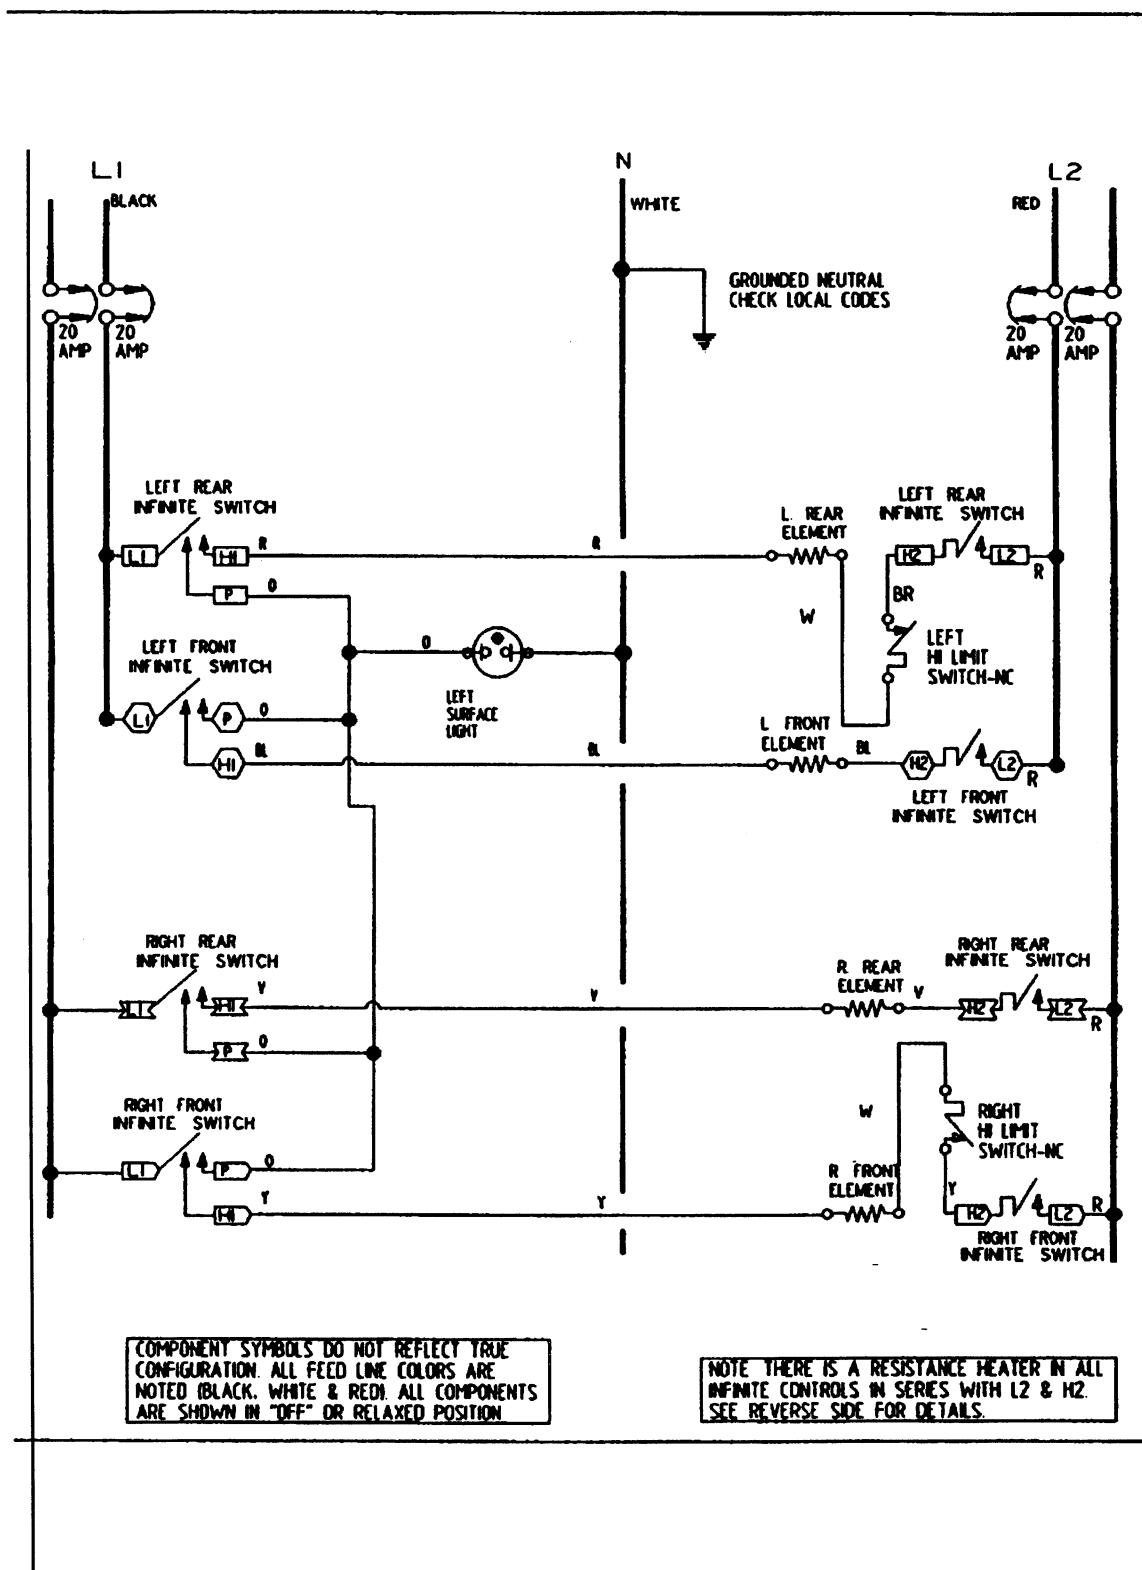 L1
N
L2
BLACK
WHITE
RED
GROUNDED NEUTRAL
CHECK LOCAL CODES
20
AMP
20
AMP
20
AMP
20
AMP
LEFT REAR
INFINITE SWITCH
L1
H1
R
R
P
O
L. REAR
ELEMENT
LEFT REAR
INFINITE SWITCH
H2
L2
R
W
BR
LEFT
HI LIMIT
SWITCH-NC
LEFT FRONT
INFINITE SWITCH
L1
P
O
H1
BL
BL
O
LEFT
SURFACE
LIGHT
L FRONT
ELEMENT
BL
H2
L2
R
LEFT FRONT
INFINITE SWITCH
RIGHT REAR
INFINITE SWITCH
L1
H1
V
V
P
O
R. REAR
ELEMENT
V
RIGHT REAR
INFINITE SWITCH
H2
L2
R
RIGHT FRONT
INFINITE SWITCH
L1
P
O
H1
Y
Y
W
RIGHT
HI LIMIT
SWITCH-NC
R FRONT
ELEMENT
Y
H2
L2
R
RIGHT FRONT
INFINITE SWITCH
COMPONENT SYMBOLS DO NOT REFLECT TRUE
CONFIGURATION. ALL FEED LINE COLORS ARE
NOTED (BLACK, WHITE & RED). ALL COMPONENTS
ARE SHOWN IN "OFF" OR RELAXED POSITION
NOTE THERE IS A RESISTANCE HEATER IN ALL
INFINITE CONTROLS IN SERIES WITH L2 & H2.
SEE REVERSE SIDE FOR DETAILS.